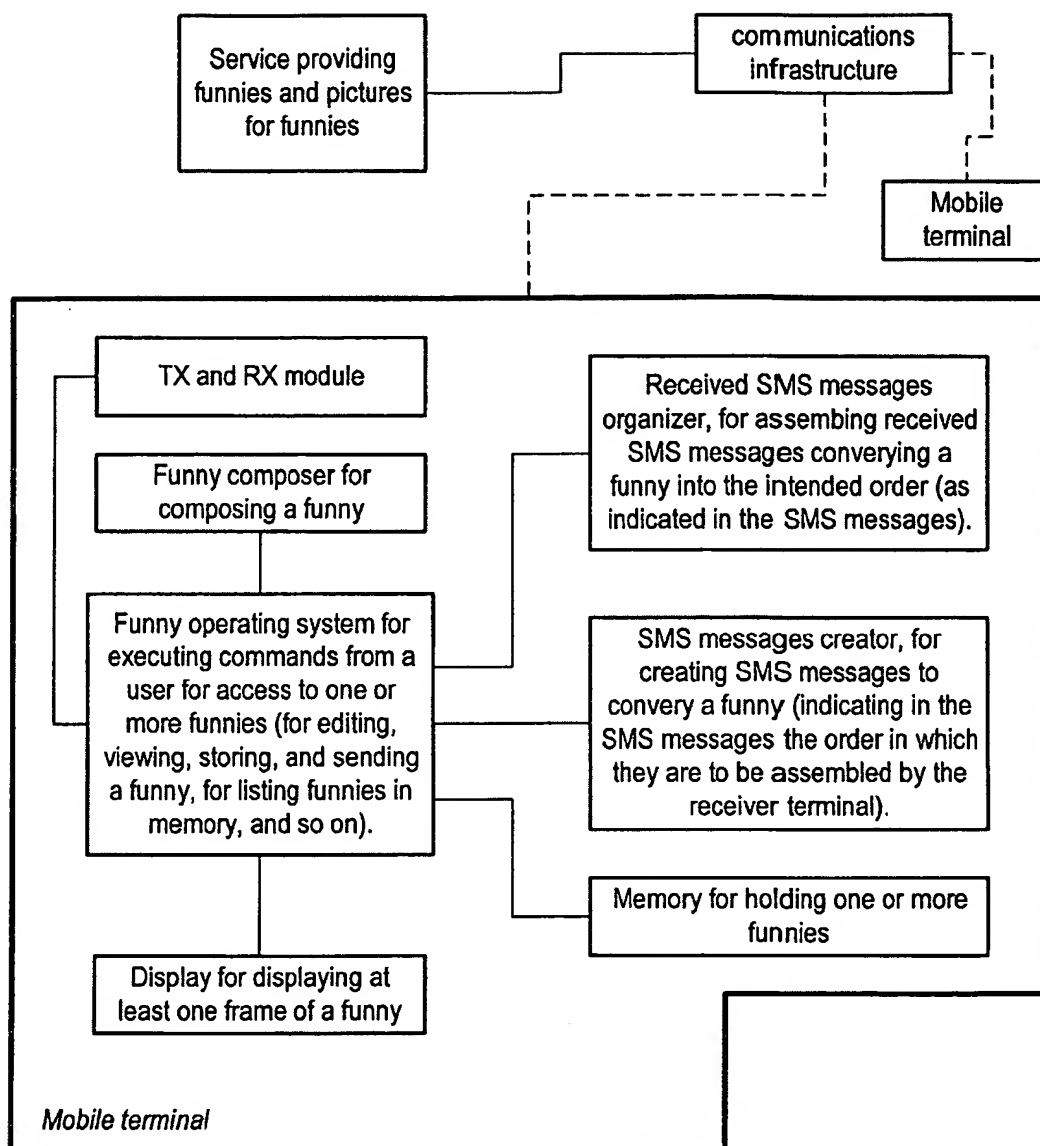 Service providing
funnies and pictures
for funnies
communications
infrastructure
Mobile
terminal
TX and RX module
Funny composer for
composing a funny
Funny operating system for
executing commands from a
user for access to one or
more funnies (for editing,
viewing, storing, and sending
a funny, for listing funnies in
memory, and so on).
Display for displaying at
least one frame of a funny
Received SMS messages
organizer, for assembing received
SMS messages converying a
funny into the intended order (as
indicated in the SMS messages).
SMS messages creator, for
creating SMS messages to
convery a funny (indicating in the
SMS messages the order in which
they are to be assembled by the
receiver terminal).
Memory for holding one or more
funnies
Mobile terminal